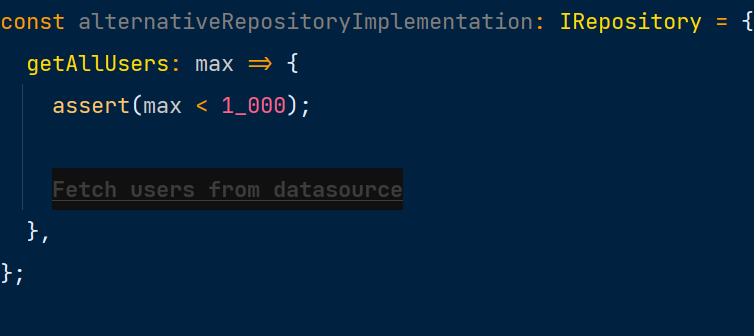 const alternativeRepositoryImplementation: IRepository = {
getAllUsers: max => {
assert(max < 1_000);
Fetch users from datasource
},
};